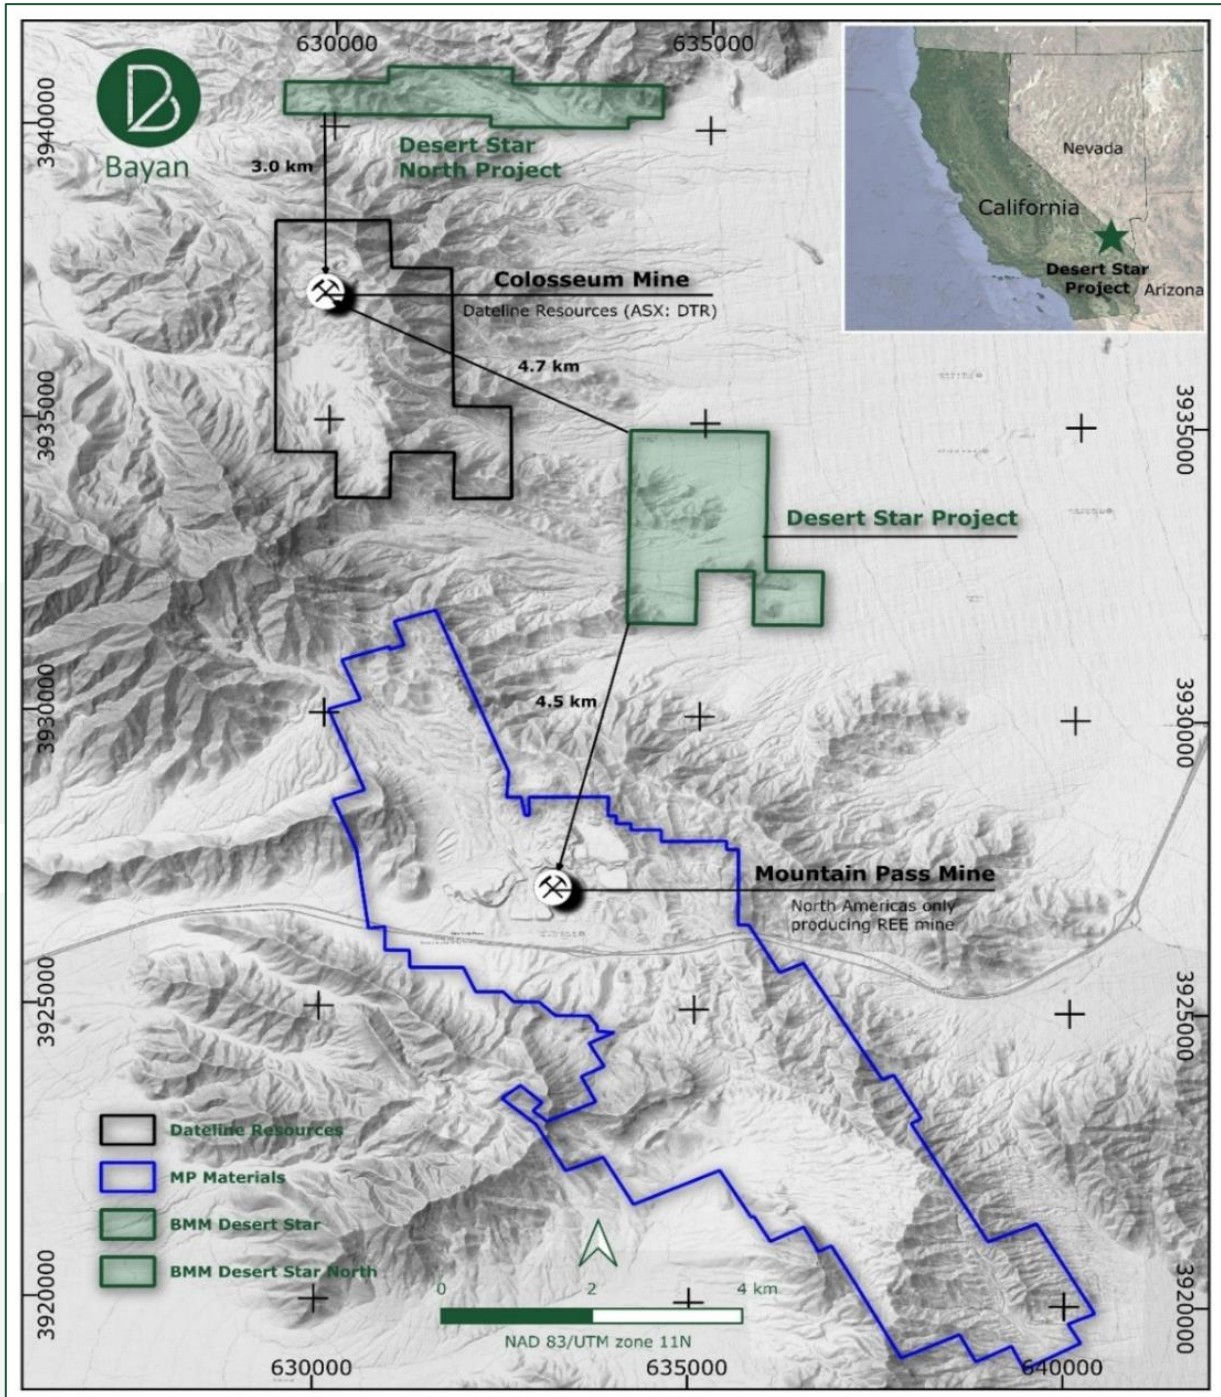 630000
635000
3940000
Bayan
Desert Star
North Project
3.0 km
Nevada
California
Desert Star
Project
Arizona
Colosseum Mine
Dateline Resources (ASX: DTR)
4.7 km
3935000
3935000
Desert Star Project
4.5 km
3930000
3930000
Mountain Pass Mine
North Americas only
producing REE mine
3925000
3925000
Dateline Resources
MP Materials
BMM Desert Star
BMM Desert Star North
0
2
4 km
NAD 83/UTM zone 11N
3920000
3920000
630000
635000
640000